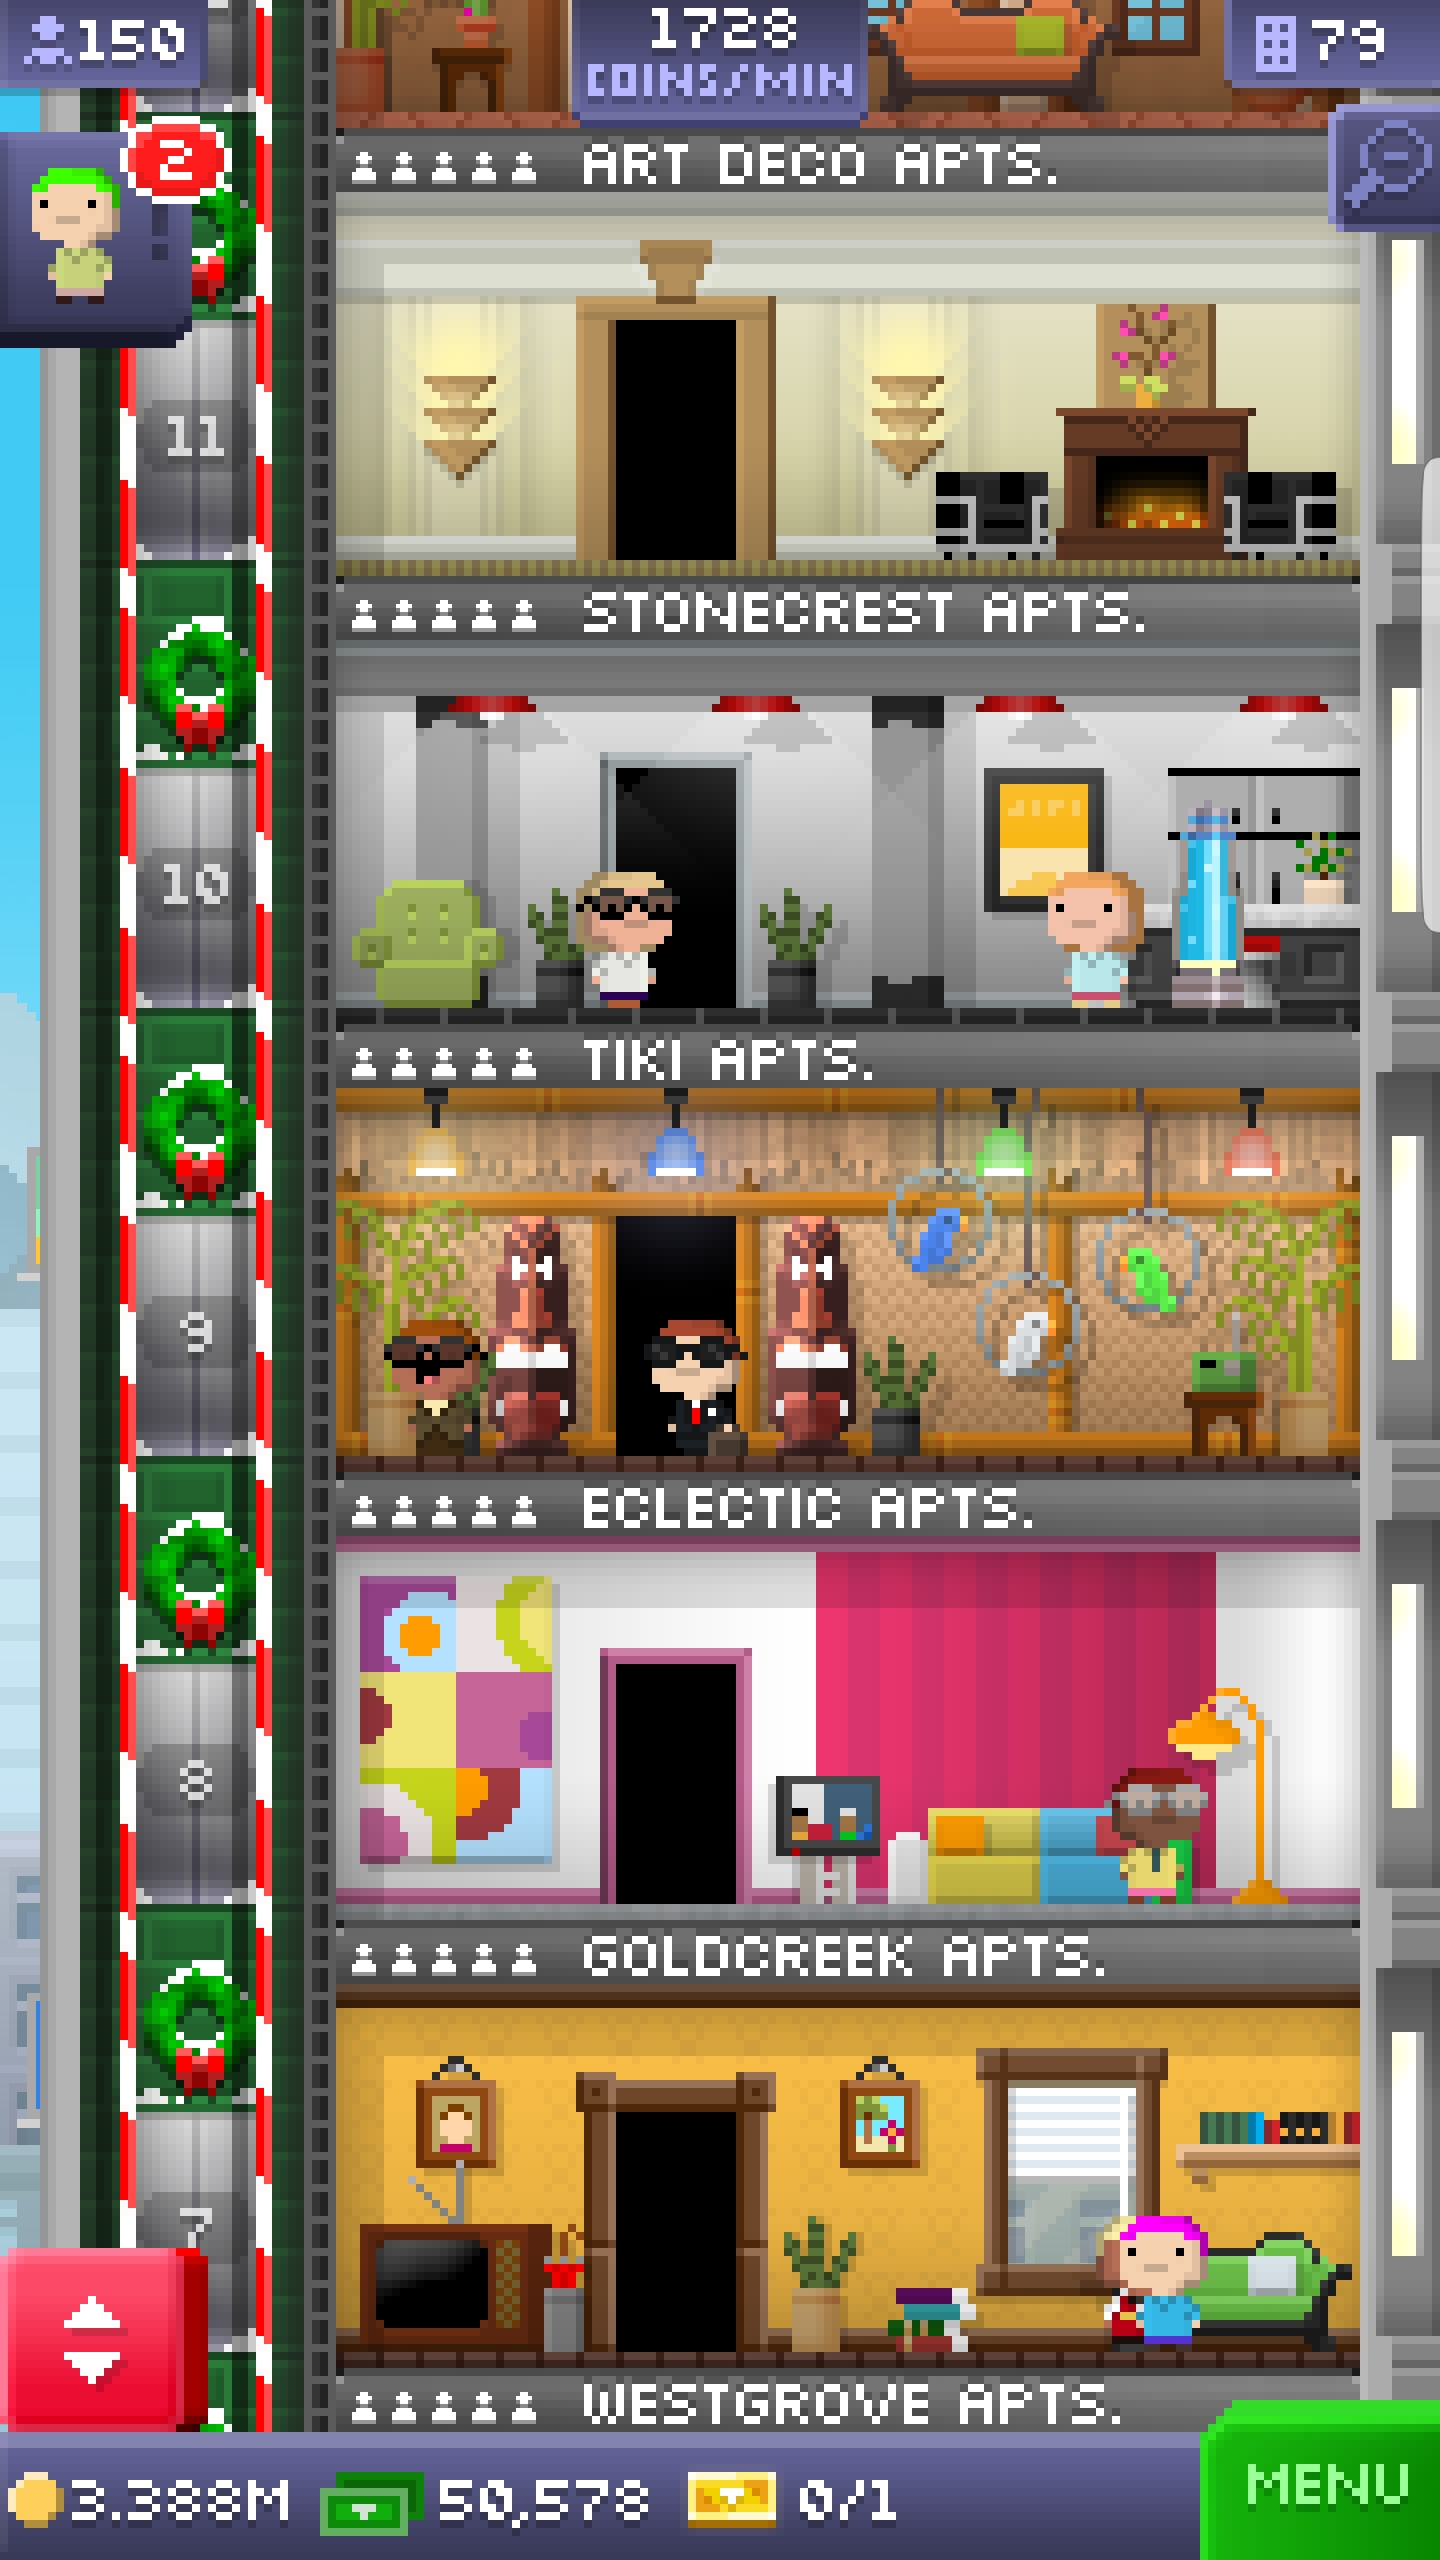 150
1728
COINS/MIN
79
2
ART DECO APTS.
11
STONECREST APTS.
10
TIKI APTS.
9
ECLECTIC APTS.
8
GOLDCREEK APTS.
7
WESTGROVE APTS.
3.388M
50,578
0/1
MENU